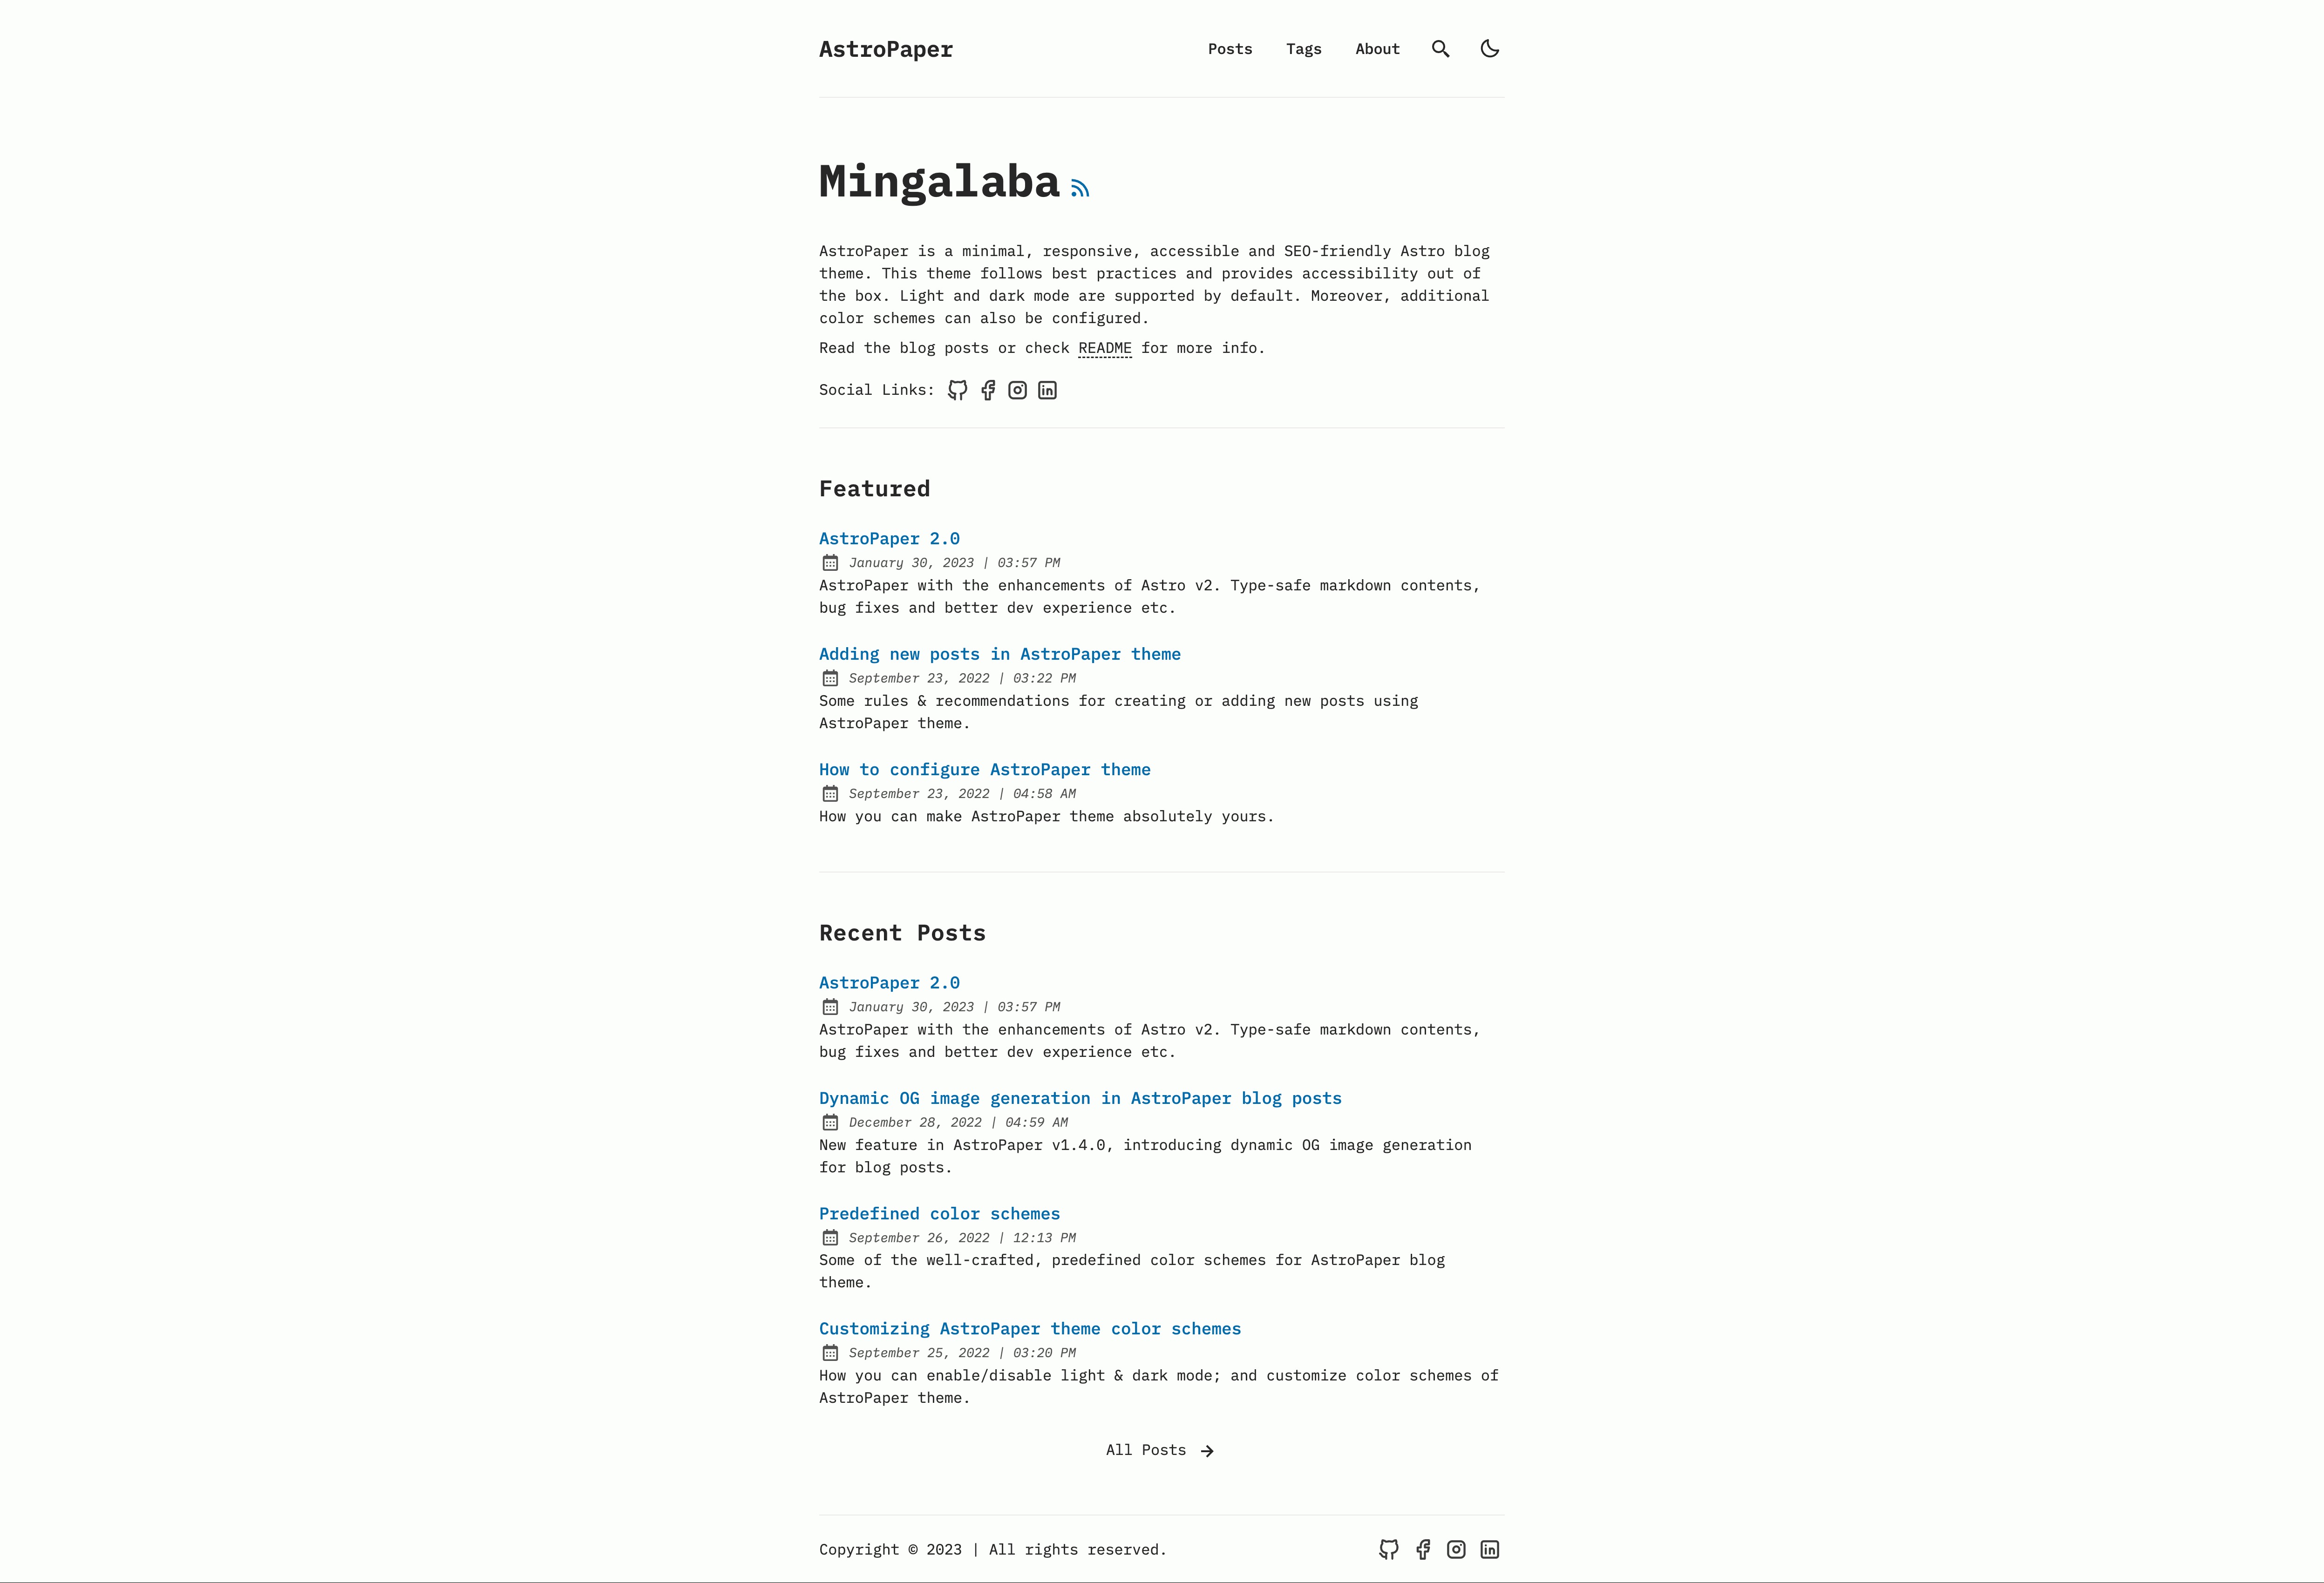 AstroPaper
Posts Tags About
Mingalaba
AstroPaper is a minimal, responsive, accessible and SEO-friendly Astro blog
theme. This theme follows best practices and provides accessibility out of
the box. Light and dark mode are supported by default. Moreover, additional
color schemes can also be configured.
Read the blog posts or check README for more info.
Social Links:
Featured
AstroPaper 2.0
January 30, 2023 | 03:57 PM
AstroPaper with the enhancements of Astro v2. Type-safe markdown contents,
bug fixes and better dev experience etc.
Adding new posts in AstroPaper theme
September 23, 2022 | 03:22 PM
Some rules & recommendations for creating or adding new posts using
AstroPaper theme.
How to configure AstroPaper theme
September 23, 2022 | 04:58 AM
How you can make AstroPaper theme absolutely yours.
Recent Posts
AstroPaper 2.0
January 30, 2023 | 03:57 PM
AstroPaper with the enhancements of Astro v2. Type-safe markdown contents,
bug fixes and better dev experience etc.
Dynamic OG image generation in AstroPaper blog posts
December 28, 2022 | 04:59 AM
New feature in AstroPaper v1.4.0, introducing dynamic OG image generation
for blog posts.
Predefined color schemes
September 26, 2022 | 12:13 PM
Some of the well-crafted, predefined color schemes for AstroPaper blog
theme.
Customizing AstroPaper theme color schemes
September 25, 2022 | 03:20 PM
How you can enable/disable light & dark mode; and customize color schemes of
AstroPaper theme.
All Posts
Copyright © 2023 | All rights reserved.